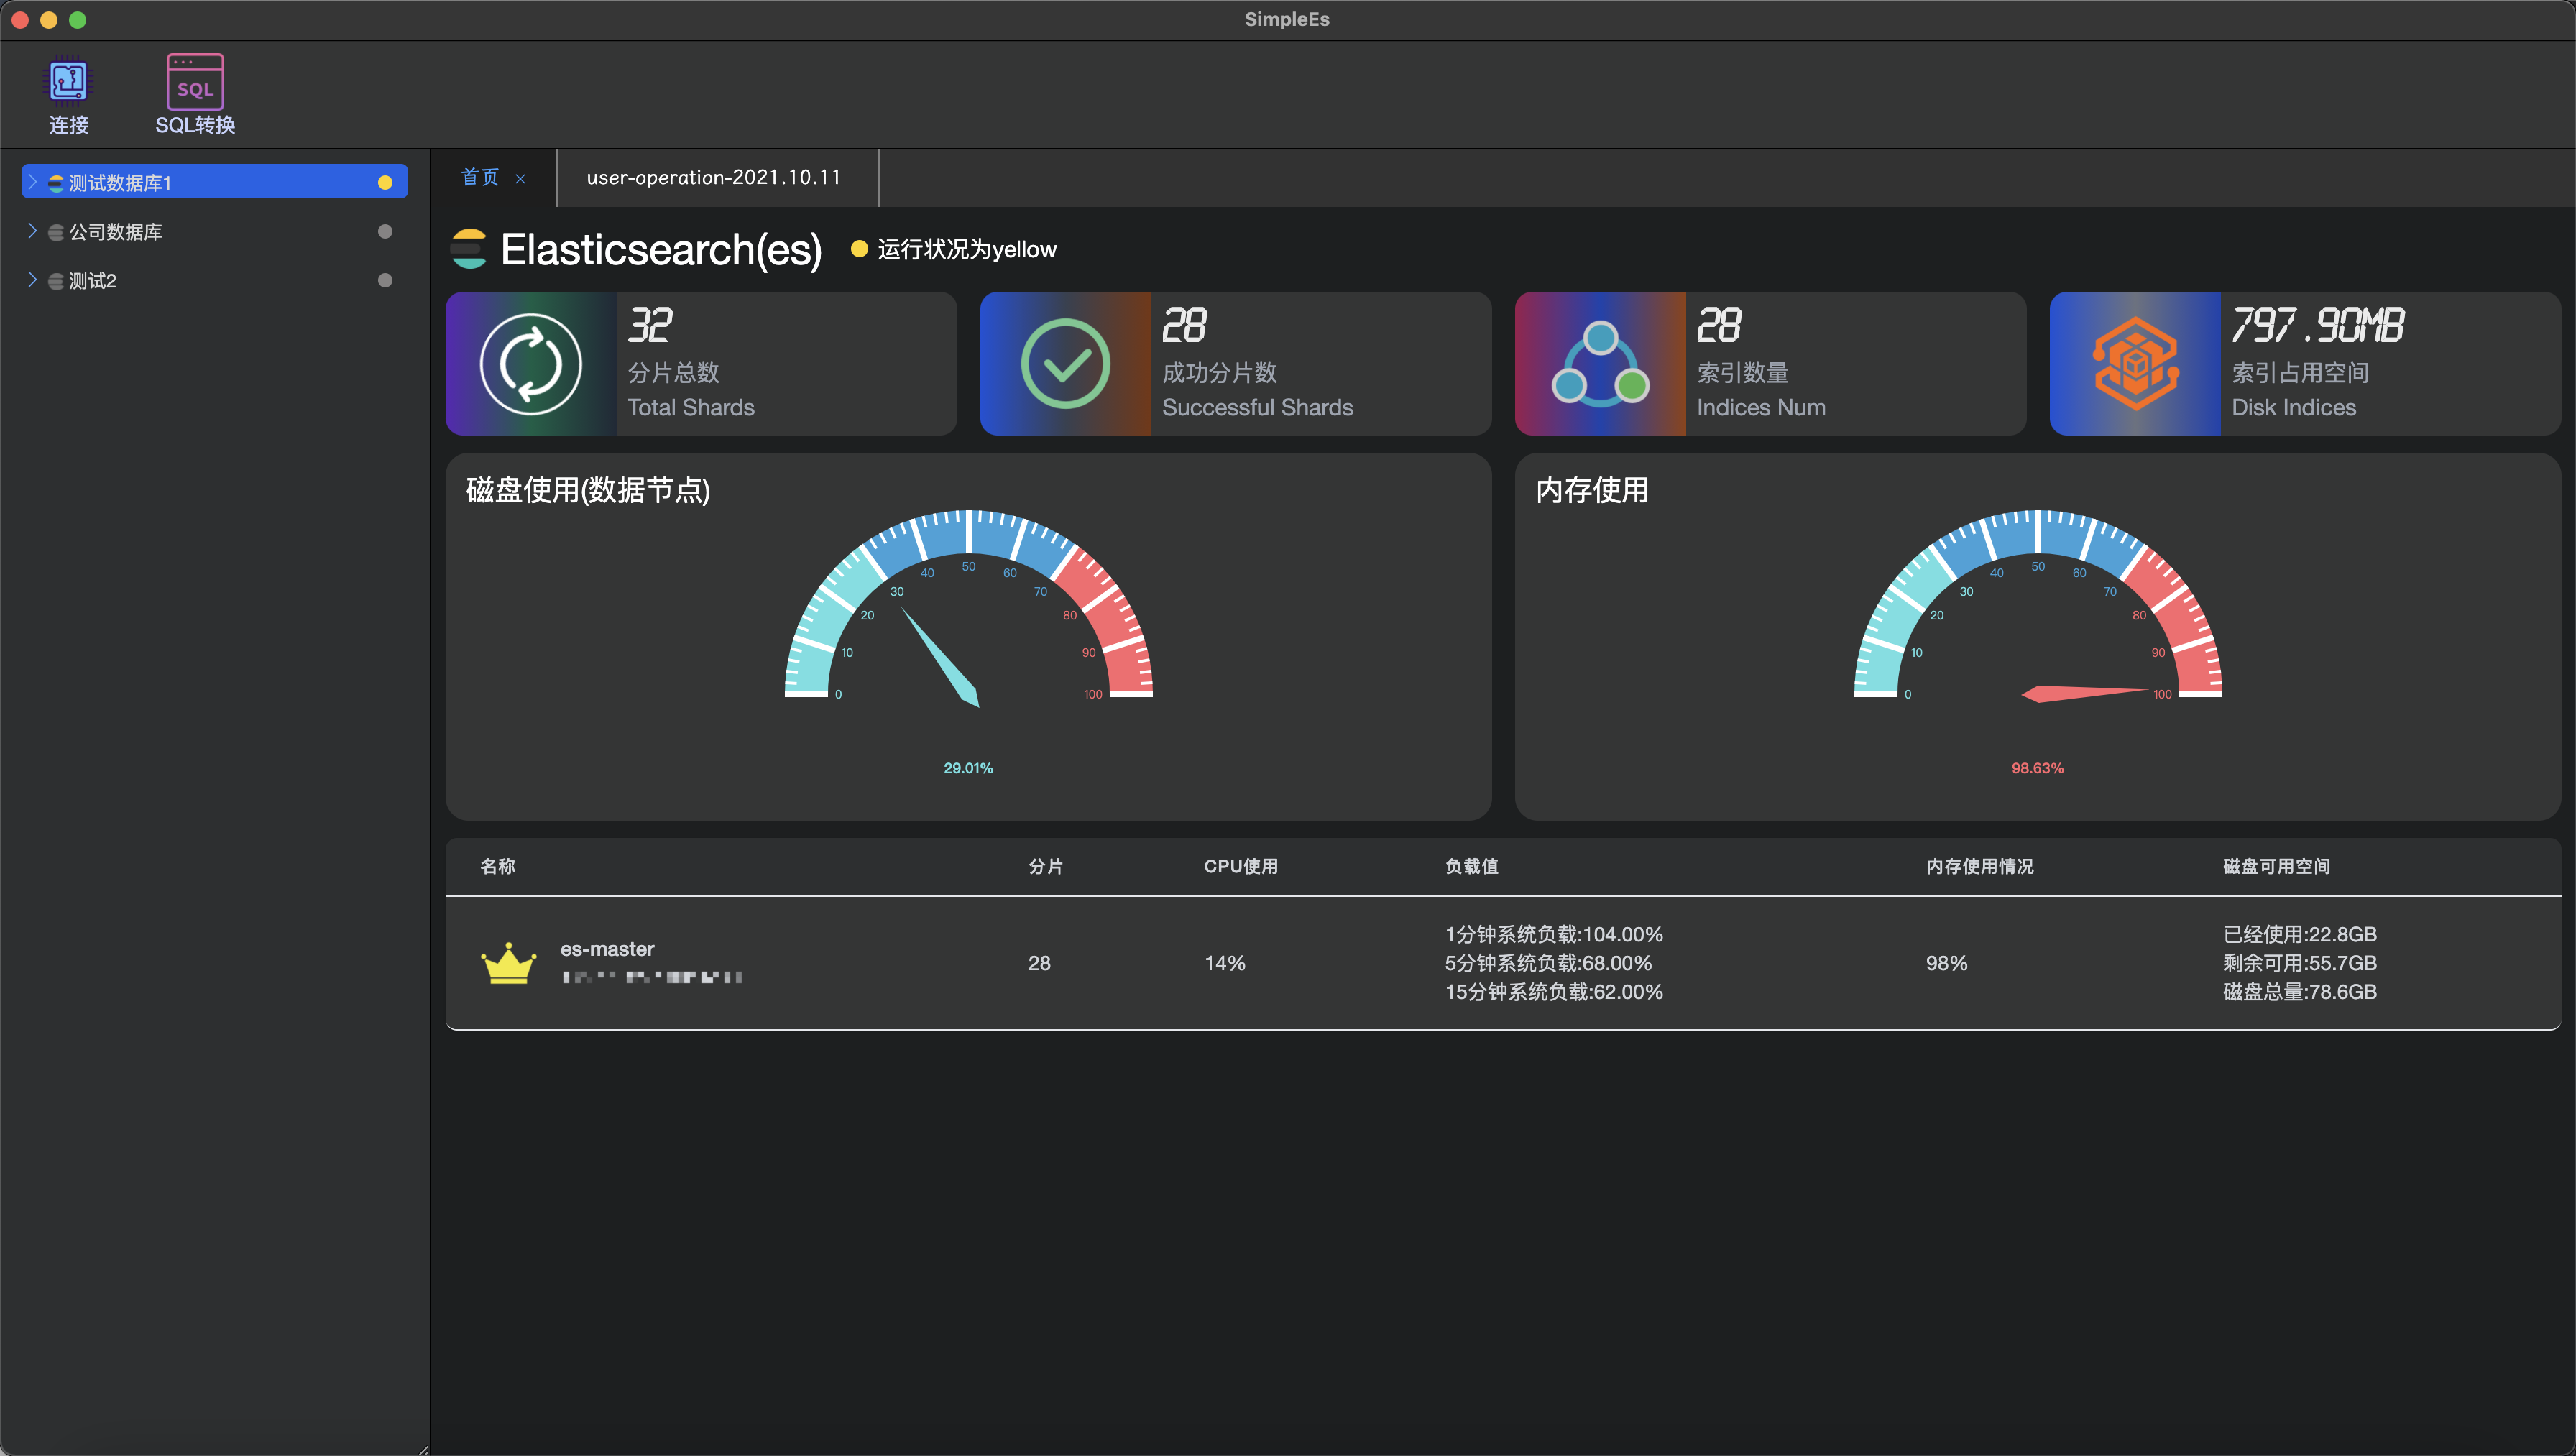 SimpleEs
SQL
连接
SQL转换
测试数据库1
公司数据库
测试2
首页 ×
user-operation-2021.10.11
Elasticsearch(es)
运行状况为yellow
32
分片总数
Total Shards
28
成功分片数
Successful Shards
28
索引数量
Indices Num
797.90MB
索引占用空间
Disk Indices
磁盘使用(数据节点)
0
10
20
30
40
50
60
70
80
90
100
29.01%
内存使用
0
10
20
30
40
50
60
70
80
90
100
98.63%
名称 分片 CPU使用 负载值 内存使用情况 磁盘可用空间
es-master
28
14%
1分钟系统负载:104.00%
5分钟系统负载:68.00%
15分钟系统负载:62.00%
98%
已经使用:22.8GB
剩余可用:55.7GB
磁盘总量:78.6GB